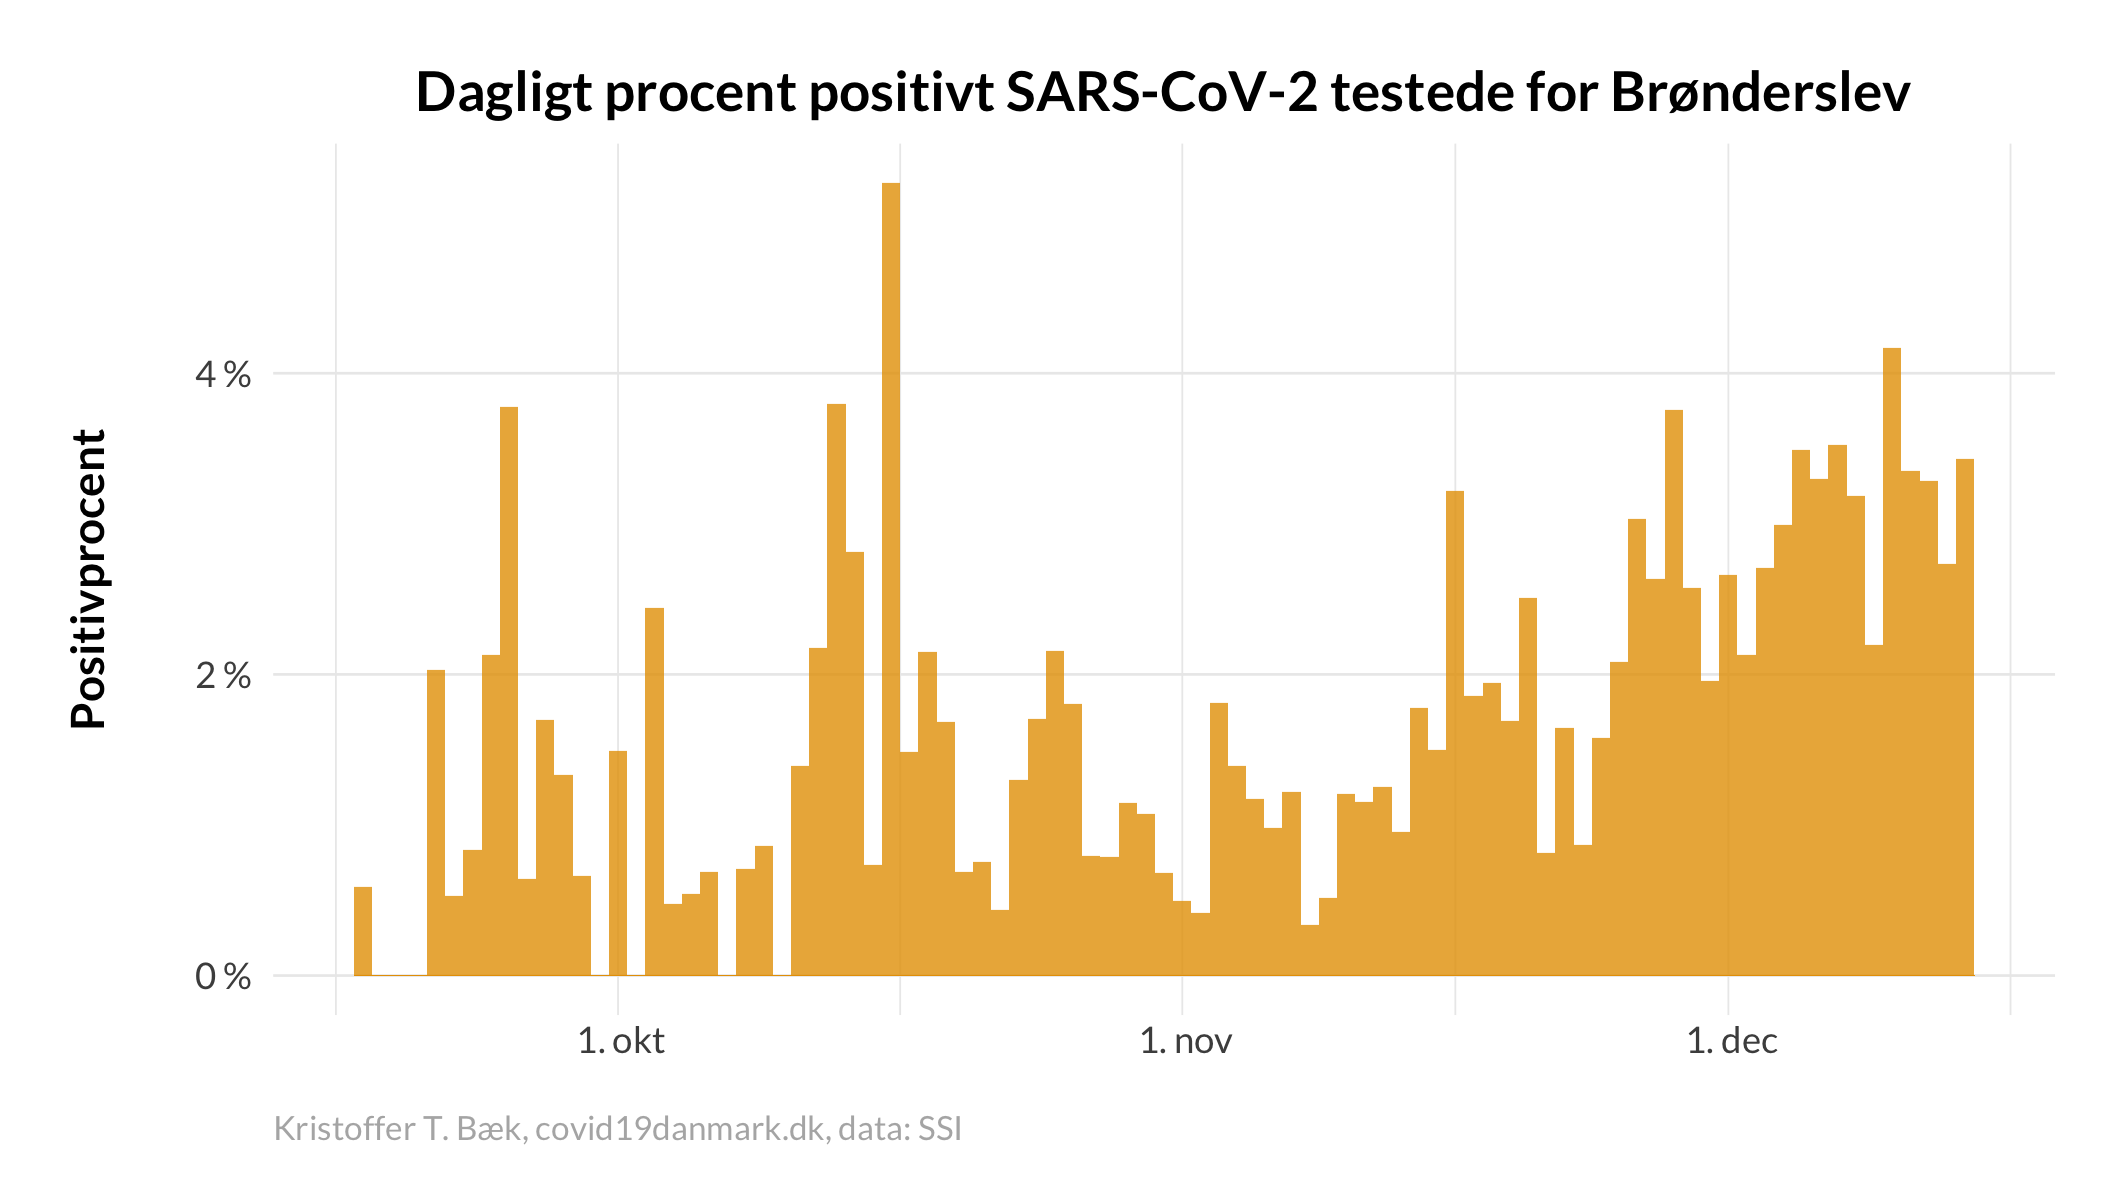 Dagligt procent positivt SARS-CoV-2 testede for Brønderslev
Positivprocent
4 %
2 %
0 %
1. okt
1. nov
1. dec
Kristoffer T. Bæk, covid19danmark.dk, data: SSI